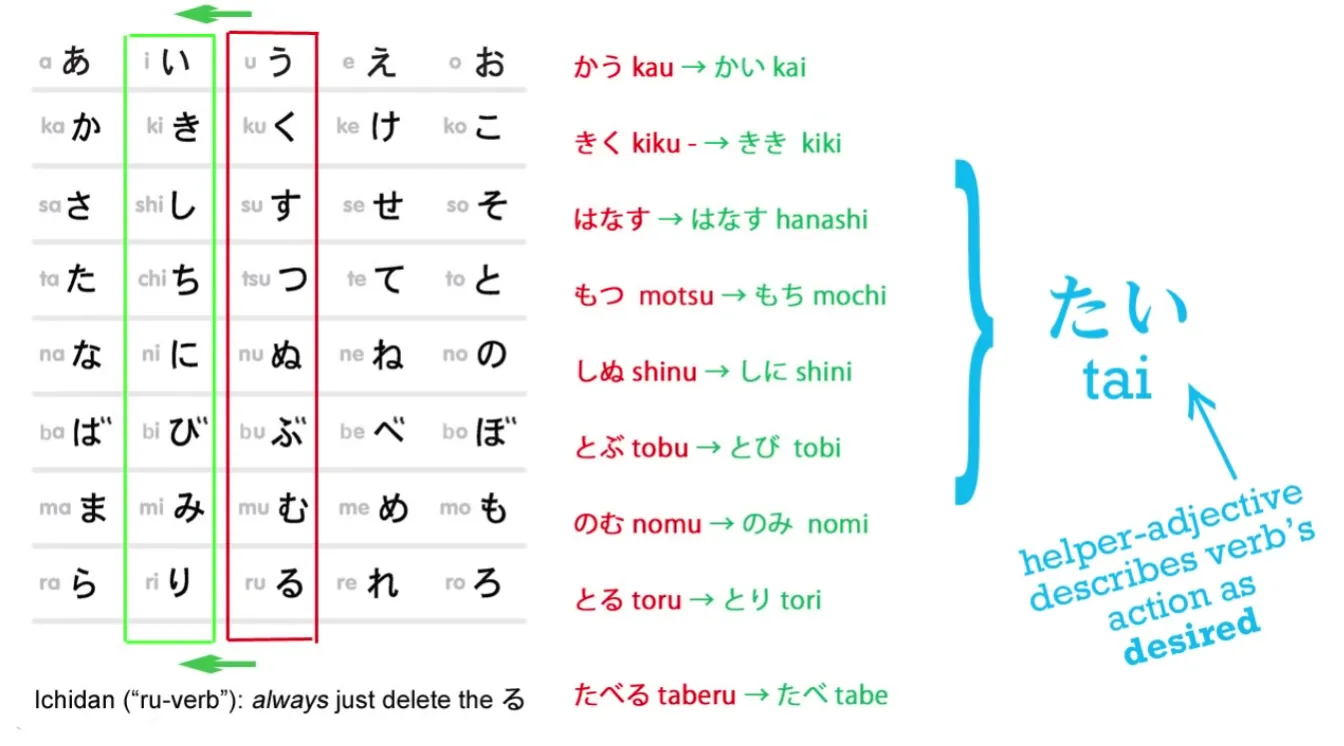 a あ i い u う e え o お
ka か ki き ku く ke け ko こ
sa さ shi し su す se せ so そ
ta た chi ち tsu つ te て to と
na な ni に nu ぬ ne ね no の
ba ば bi び bu ぶ be べ bo ぼ
ma ま mi み mu む me め mo も
ra ら ri り ru る re れ ro ろ
Ichidan (“ru-verb”): always just delete the る
かう kau → かい kai
きく kiku - → きき kiki
はなす → はなす hanashi
もつ motsu → もち mochi
しぬ shinu → しに shini
とぶ tobu → とび tobi
のむ nomu → のみ nomi
とる toru → とり tori
たべる taberu → たべ tabe
たい
tai
helper-adjective
describes verb’s
action as
desired